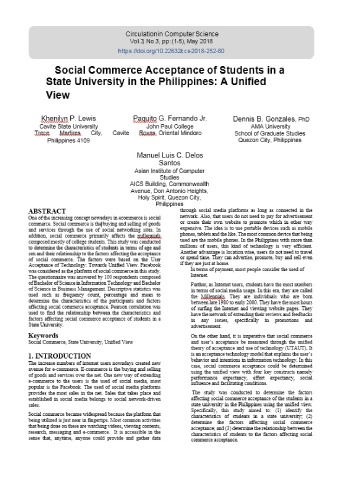 Circulation in Computer Science
Vol.3 No.3, pp: (1-5), May 2018
https://doi.org/10.22632/ccs-2018-252-60
Social Commerce Acceptance of Students in a
State University in the Philippines: A Unified
View
Khenilyn P. Lewis
Cavite State University
Trece Martires City, Cavite
Philippines 4109
Paquito G. Fernando Jr.
John Paul College
Roxas, Oriental Mindoro
Dennis B. Gonzales, PhD
AMA University
School of Graduate Studies
Quezon City, Philippines
Manuel Luis C. Delos
Santos
Asian Institute of Computer
Studies
AICS Building, Commonwealth
Avenue, Don Antonio Heights,
Holy Spirit, Quezon City,
Philippines
ABSTRACT
One of the increasing concept nowadays in ecommerce is social
commerce. Social commerce is the buying and selling of goods
and services through the use of social networking sites. In
addition, social commerce primarily affects the millennials
composed mostly of college students. This study was conducted
to determine the characteristics of students in terms of age and
sex and their relationship to the factors affecting the acceptance
of social commerce. The factors were based on the User
Acceptance of Technology: Towards Unified View. Facebook
was considered as the platform of social commerce in this study.
The questionnaire was answered by 100 respondents composed
of Bachelor of Science in Information Technology and Bachelor
of Science in Business Management. Descriptive statistics was
used such as frequency count, percentage and mean to
determine the characteristics of the participants and factors
affecting social commerce acceptance. Pearson correlation was
used to find the relationship between the characteristics and
factors affecting social commerce acceptance of students in a
State University.
Keywords
Social Commerce, State University, Unified View
1. INTRODUCTION
The increase numbers of internet users nowadays created new
avenue for e-commerce. E-commerce is the buying and selling
of goods and services over the net. One new way of extending
e-commerce to the users is the used of social media, most
popular is the Facebook. The used of social media platforms
provides the most sales in the net. Sales that takes place and
established in social media belongs to social network-driven
sales.
Social commerce became widespread because the platform that
being utilized is just near in fingertips. Most common activities
that being done on these are watching videos, viewing contents,
research, messaging and e-commerce. It is accessible in the
sense that, anytime, anyone could provide and gather data
through social media platforms as long as connected in the
network. Also, that users do not need to pay for advertisement
or create their own website to promote which in other way
expensive. The idea is to use portable devices such as mobile
phones, tablets and the like. The most common device that being
used are the mobile phones. In the Philippines with more than
millions of users, this kind of technology is very efficient.
Another advantage is users do not need to travel for a location
or spend time. They can advertise, promote, buy and sell even
if they are just at home.
In terms of payment, most people consider the used of
Internet.
Further, as Internet users, students have the most numbers
in terms of social media usage. In this era, they are called
the Millennials. They are individuals who are born
between late 1980 to early 2000. They have the most hours
of surfing the Internet and viewing website pages. They
have the network of extending their reviews and feedbacks
in any issues, specifically in promotions and
advertisement.
On the other hand, it is imperative that social commerce
and user's acceptance be measured through the unified
theory of acceptance and use of technology (UTAUT). It
is an acceptance technology model that explains the user's
behavior and intentions in information technology. In this
case, social commerce acceptance could be determined
using the unified view with four key constructs namely
performance expectancy, effort expectancy, social
influence and facilitating conditions.
The study was conducted to determine the factors
affecting social commerce acceptance of the students in a
state university in the Philippines using the unified view.
Specifically, this study aimed to: (1) identify the
characteristics of students in a state university; (2)
determine the factors affecting social commerce
acceptance; and (3) determine the relationship between the
characteristics of students to the factors affecting social
commerce acceptance.